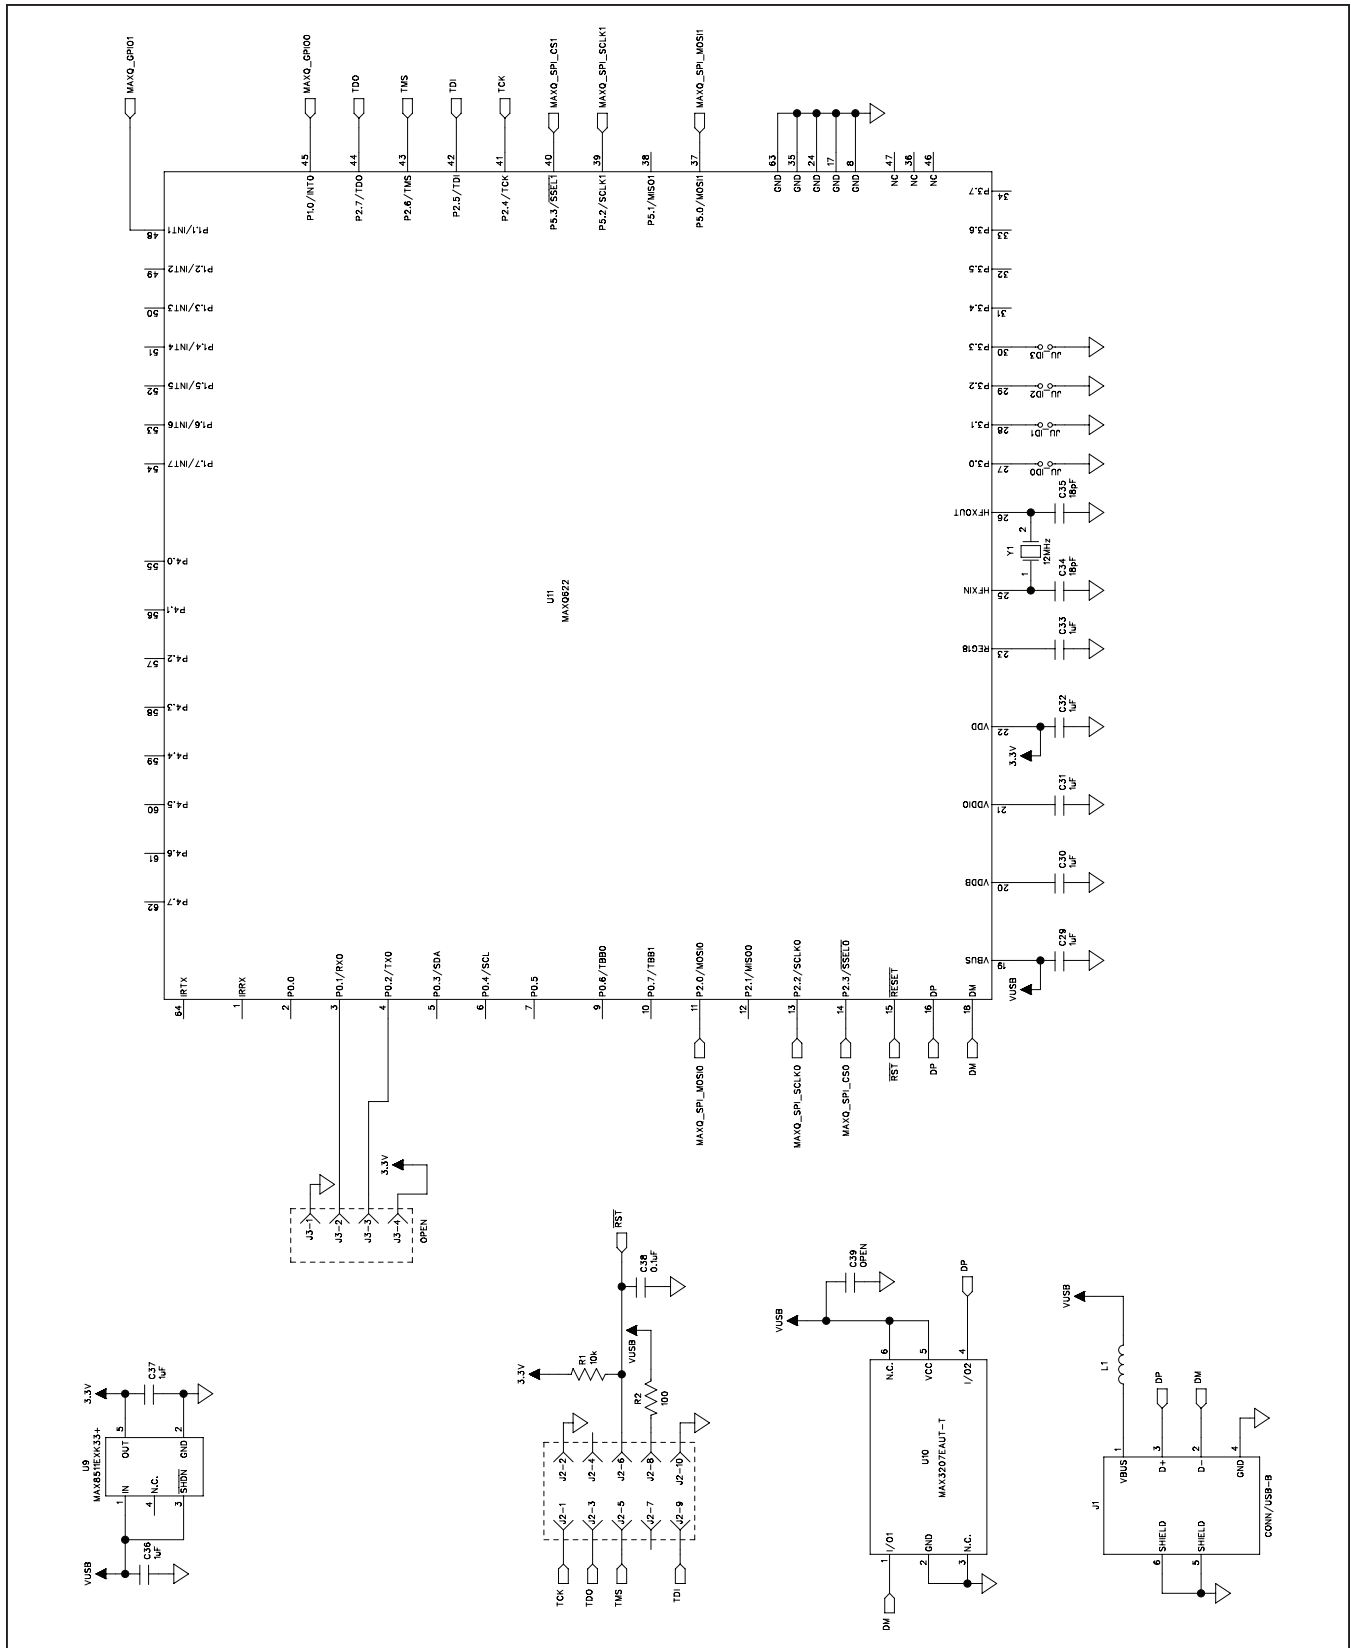 MAXQ_GPIO1
MAXQ_GPIO0
TDO
TMS
TDI
TCK
MAXQ_SPI_CS1
MAXQ_SPI_SCLK1
MAXQ_SPI_MOSI1
45
44
43
42
41
40
39
38
37
63
35
24
17
8
47
36
46
P1.0/INT0
P2.7/TDO
P2.6/TMS
P2.5/TDI
P2.4/TCK
P5.3/SSEL1
P5.2/SCLK1
P5.1/MISO1
P5.0/MOSI1
GND
GND
GND
GND
GND
NC
NC
NC
48 P1.1/INT1
49 P1.2/INT2
50 P1.3/INT3
51 P1.4/INT4
52 P1.5/INT5
53 P1.6/INT6
54 P1.7/INT7
55 P4.0
56 P4.1
57 P4.2
58 P4.3
59 P4.4
60 P4.5
61 P4.6
62 P4.7
U11
MAXQ622
P3.7 34
P3.6 33
P3.5 32
P3.4 31
P3.3 30 JU_ID3
P3.2 29 JU_ID2
P3.1 28 JU_ID1
P3.0 27 JU_ID0
HFXOUT 26
C35
18pF
2
Y1
12MHz
1
HFXIN 25
C34
18pF
REG18 23
C33
1uF
VDD 22
C32
1uF
3.3V
VDDIO 21
C31
1uF
VDDB 20
C30
1uF
VBUS 19
C29
1uF
VUSB
IRTX
IRRX
P0.0
P0.1/RX0
P0.2/TX0
P0.3/SDA
P0.4/SCL
P0.5
P0.6/TBB0
P0.7/TBB1
P2.0/MOSI0
P2.1/MISO0
P2.2/SCLK0
P2.3/SSEL0
RESET
DP
DM
64
1
2
3
4
5
6
7
9
10
11
12
13
14
15
16
18
MAXQ_SPI_MOSI0
MAXQ_SPI_SCLK0
MAXQ_SPI_CS0
RST
DP
DM
3.3V
J3-1
J3-2
J3-3
J3-4
OPEN
U9
MAX8511EXK33+
1 IN
4 N.C.
3 SHDN
OUT 5
GND 2
3.3V
C37
1uF
VUSB
C36
1uF
RST
C38
0.1uF
3.3V
R1
10k
VUSB
R2
100
J2-2
J2-4
J2-6
J2-8
J2-10
J2-1
J2-3
J2-5
J2-7
J2-9
TCK
TDO
TMS
TDI
VUSB
C39
OPEN
DP
6
5
4
N.C.
VCC
I/O2
U10
MAX3207EAUT-T
I/O1
GND
N.C.
1
2
3
DM
VUSB
L1
DP
DM
1
3
2
4
VBUS
D+
D-
GND
J1
CONN/USB-B
SHIELD
SHIELD
6
5